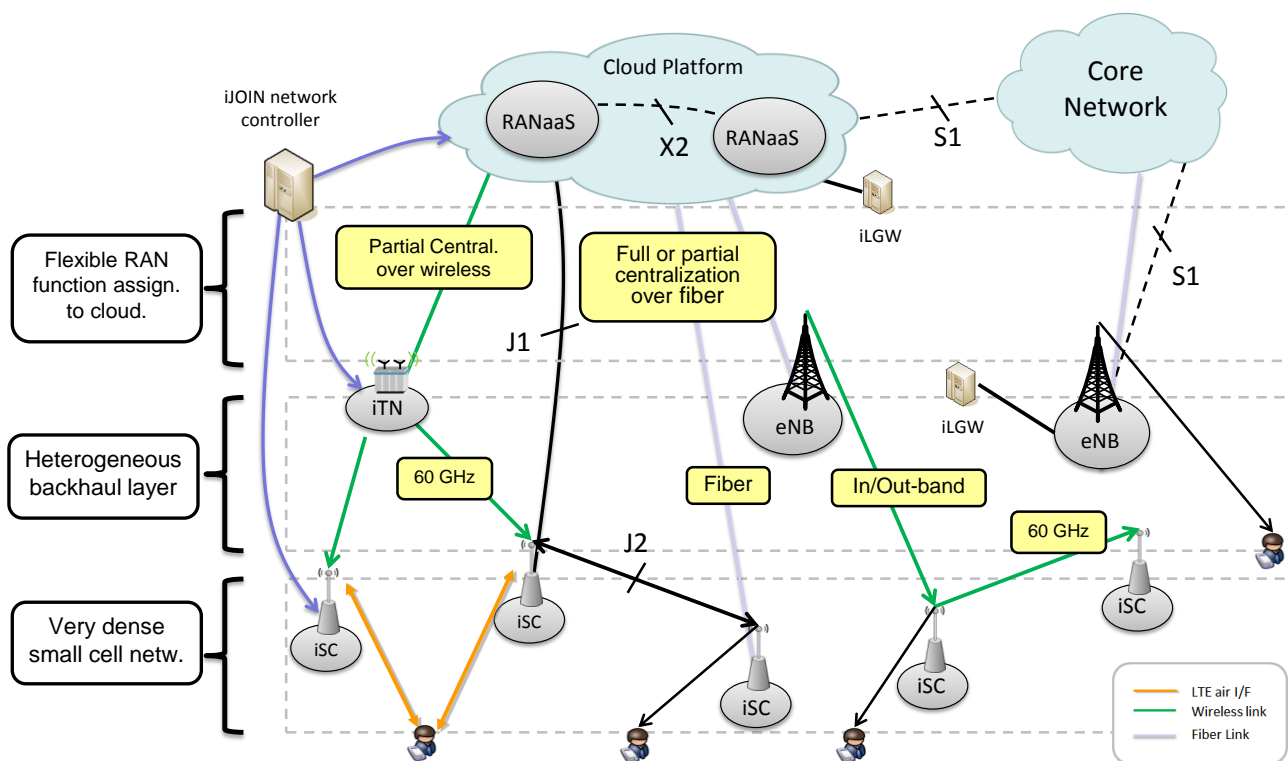 Cloud Platform
Core
Network
iJOIN network
controller
RANaaS
X2
RANaaS
S1
iLGW
Flexible RAN
function assign.
to cloud.
Partial Central.
over wireless
Full or partial
centralization
over fiber
S1
J1
iTN
eNB
iLGW
eNB
Heterogeneous
backhaul layer
60 GHz
Fiber
In/Out-band
60 GHz
J2
Very dense
small cell netw.
iSC
iSC
iSC
iSC
iSC
LTE air I/F
Wireless link
Fiber Link